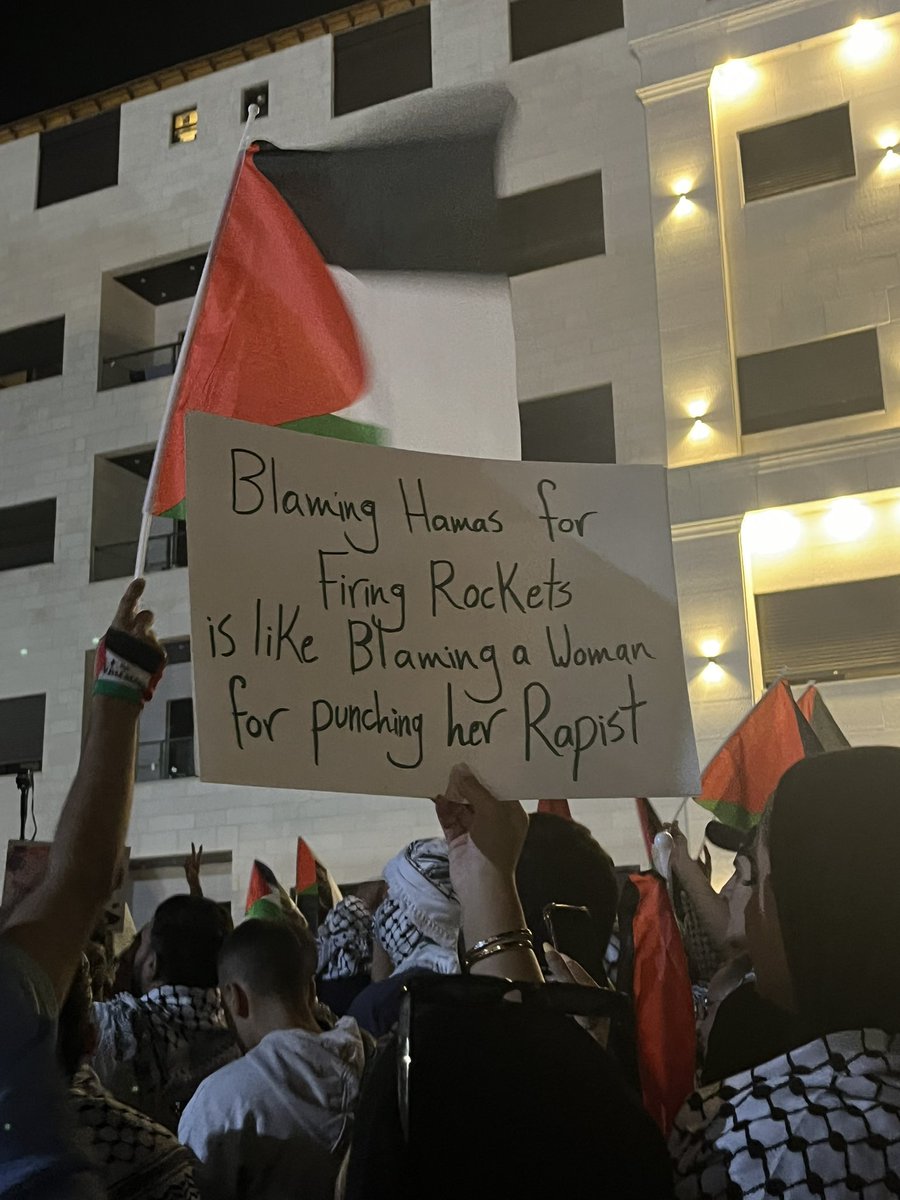 Blaming Hamas for
Firing Rockets
is like Blaming a Woman
for punching her Rapist